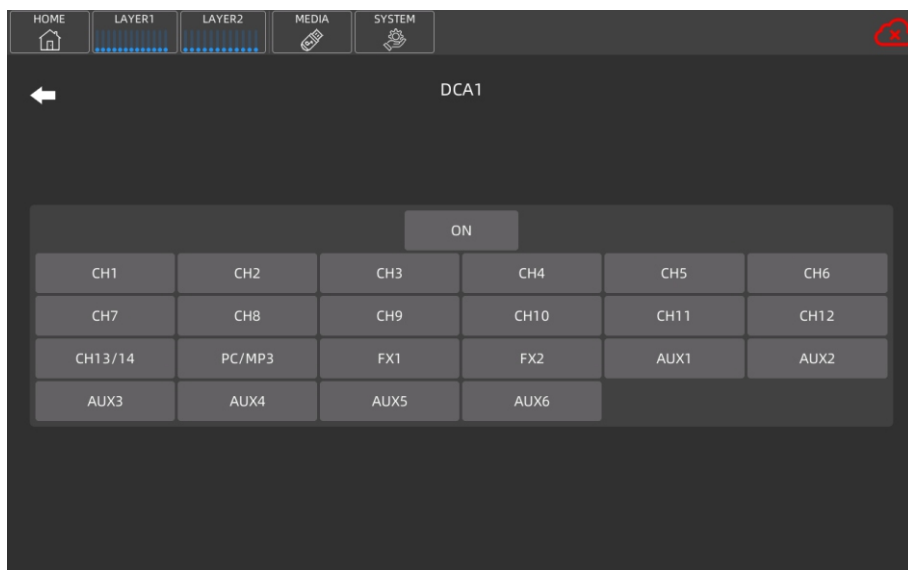 HOME LAYER1 LAYER2 MEDIA SYSTEM
DCA1
ON
CH1 CH2 CH3 CH4 CH5 CH6
CH7 CH8 CH9 CH10 CH11 CH12
CH13/14 PC/MP3 FX1 FX2 AUX1 AUX2
AUX3 AUX4 AUX5 AUX6